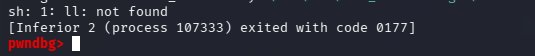 sh: 1: ll: not found
[Inferior 2 (process 107333) exited with code 0177]
pwndbg>